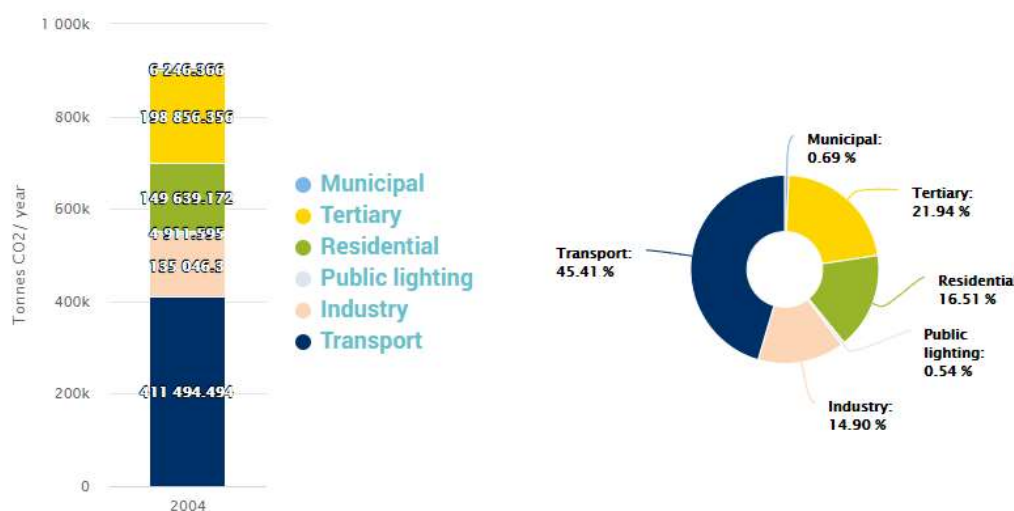 1 000k
800k
600k
400k
200k
0
Tonnes CO2/ year
6 246.366
198 856.356
149 639.172
4 911.595
135 046.3
411 494.494
2004
Municipal
Tertiary
Residential
Public lighting
Industry
Transport
Municipal:
0.69 %
Tertiary:
21.94 %
Transport:
45.41 %
Residential
16.51 %
Public
lighting:
0.54 %
Industry:
14.90 %